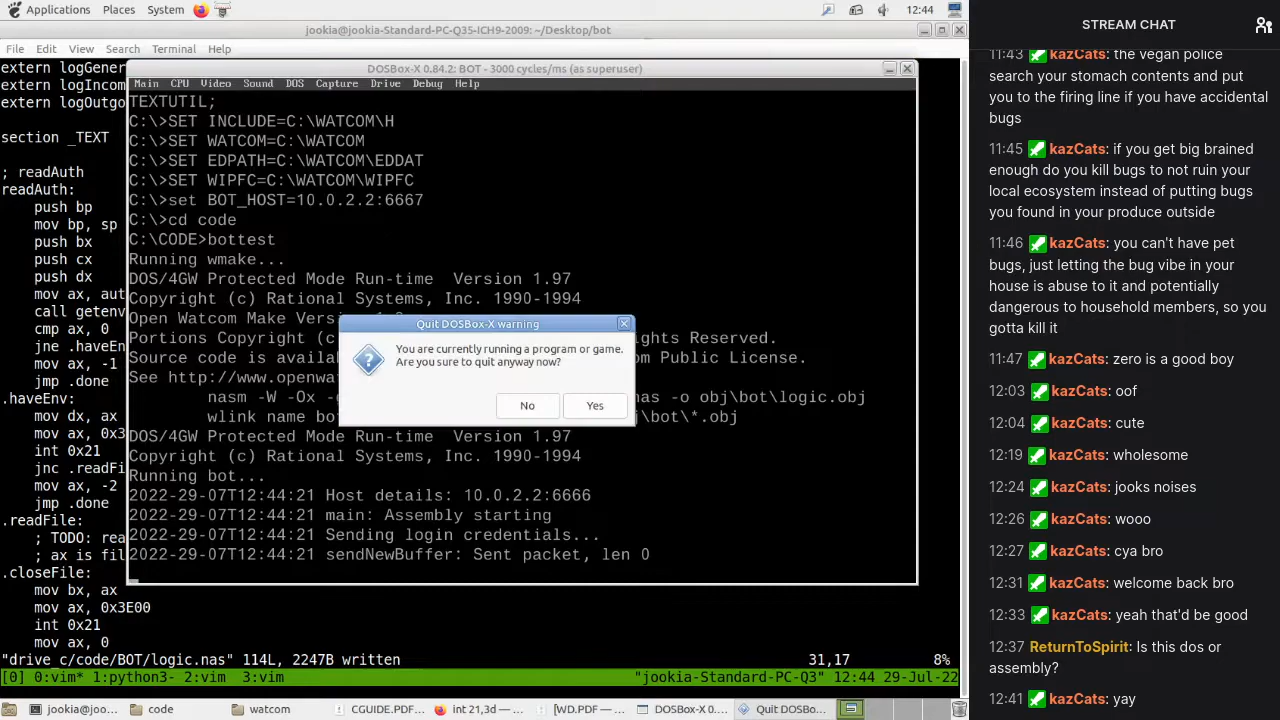 Applications Places System 12:44
jookia@jookia-Standard-PC-Q35-ICH9-2009: ~/Desktop/bot
File Edit View Search Terminal Help
extern logGener
extern logIncom
extern logOutgo
section _TEXT
; readAuth
readAuth:
push bp
mov bp, sp
push bx
push cx
push dx
mov ax, aut
call getenv
cmp ax, 0
jne .haveEn
mov ax, -1
jmp .done
.haveEnv:
mov dx, ax
mov ax, 0x3
int 0x21
jnc .readFi
mov ax, -2
jmp .done
.readFile:
; TODO: rea
; ax is fil
.closeFile:
mov bx, ax
mov ax, 0x3E00
int 0x21
mov ax, 0
"drive_c/code/BOT/logic.nas" 114L, 2247B written 31,17 8%
[0] 0:vim* 1:python3- 2:vim 3:vim "jookia-Standard-PC-Q3" 12:44 29-Jul-22
DOSBox-X 0.84.2: BOT - 3000 cycles/ms (as superuser)
Main CPU Video Sound DOS Capture Drive Debug Help
TEXTUTIL;
C:\>SET INCLUDE=C:\WATCOM\H
C:\>SET WATCOM=C:\WATCOM
C:\>SET EDPATH=C:\WATCOM\EDDAT
C:\>SET WIPFC=C:\WATCOM\WIPFC
C:\>set BOT_HOST=10.0.2.2:6667
C:\>cd code
C:\CODE>bottest
Running wmake...
DOS/4GW Protected Mode Run-time Version 1.97
Copyright (c) Rational Systems, Inc. 1990-1994
Open Watcom Make Vers
Portions Copyright (c ights Reserved.
Source code is availa om Public License.
See http://www.openwa
nasm -W -Ox - nas -o obj\bot\logic.obj
wlink name bo j\bot\*.obj
DOS/4GW Protected Mode Run-time Version 1.97
Copyright (c) Rational Systems, Inc. 1990-1994
Running bot...
2022-29-07T12:44:21 Host details: 10.0.2.2:6666
2022-29-07T12:44:21 main: Assembly starting
2022-29-07T12:44:21 Sending login credentials...
2022-29-07T12:44:21 sendNewBuffer: Sent packet, len 0
Quit DOSBox-X warning
You are currently running a program or game.
Are you sure to quit anyway now?
No Yes
jookia@joo... code watcom CGUIDE.PDF... int 21,3d — ... [WD.PDF — ... DOSBox-X 0.... Quit DOSBo...
STREAM CHAT
11:43 kazCats: the vegan police
search your stomach contents and put
you to the firing line if you have accidental
bugs
11:45 kazCats: if you get big brained
enough do you kill bugs to not ruin your
local ecosystem instead of putting bugs
you found in your produce outside
11:46 kazCats: you can't have pet
bugs, just letting the bug vibe in your
house is abuse to it and potentially
dangerous to household members, so you
gotta kill it
11:47 kazCats: zero is a good boy
12:03 kazCats: oof
12:04 kazCats: cute
12:19 kazCats: wholesome
12:24 kazCats: jooks noises
12:26 kazCats: wooo
12:27 kazCats: cya bro
12:31 kazCats: welcome back bro
12:33 kazCats: yeah that'd be good
12:37 ReturnToSpirit: Is this dos or
assembly?
12:41 kazCats: yay